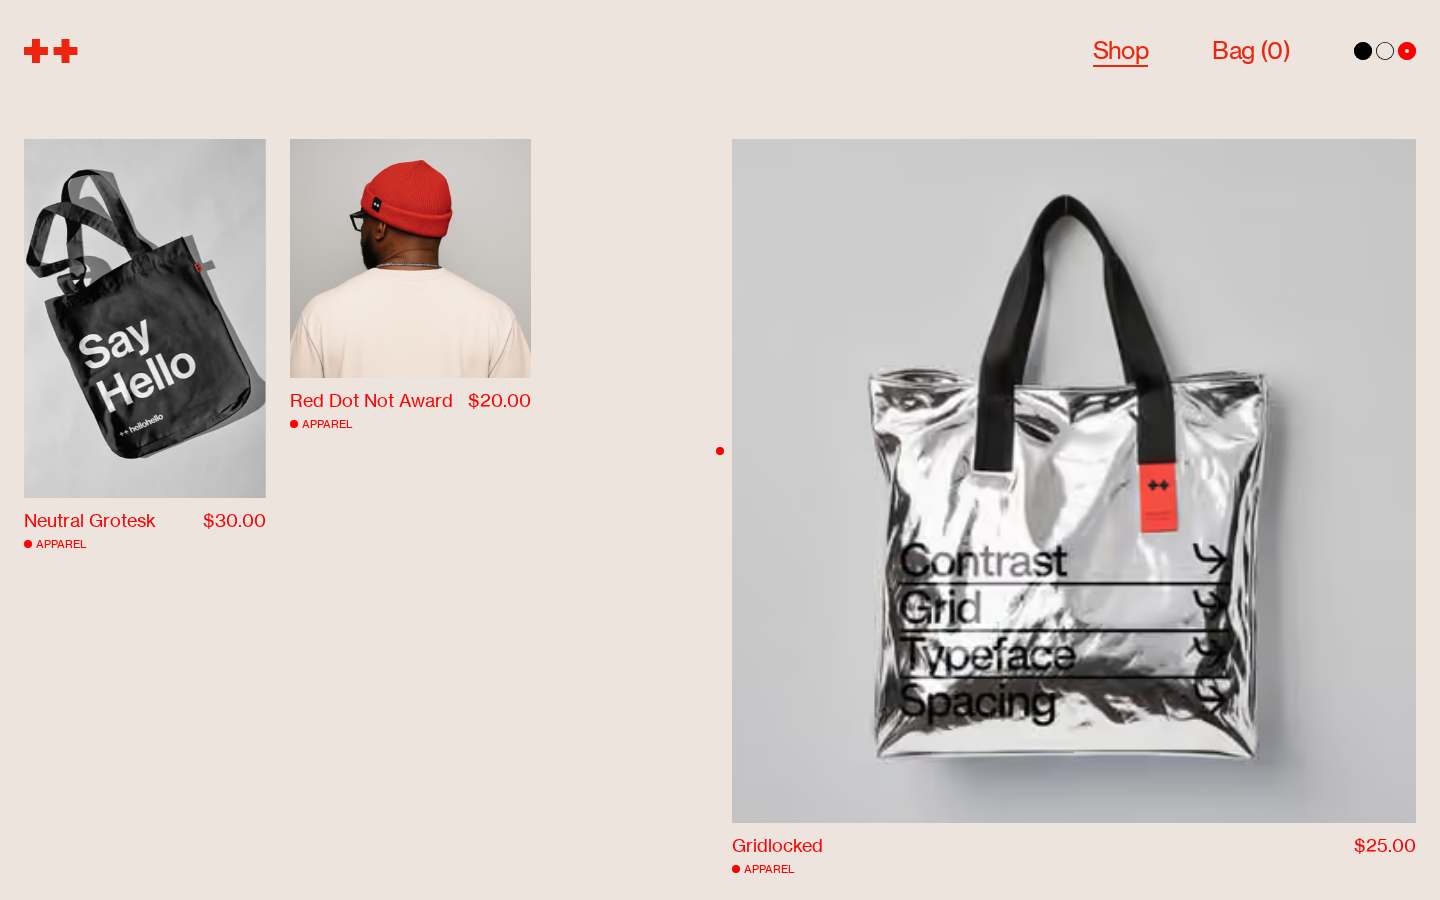 Shop
Bag (0)
Say
Hello
++ hellohello
Neutral Grotesk $30.00
APPAREL
Red Dot Not Award $20.00
APPAREL
Contrast
Grid
Typeface
Spacing
Gridlocked $25.00
APPAREL